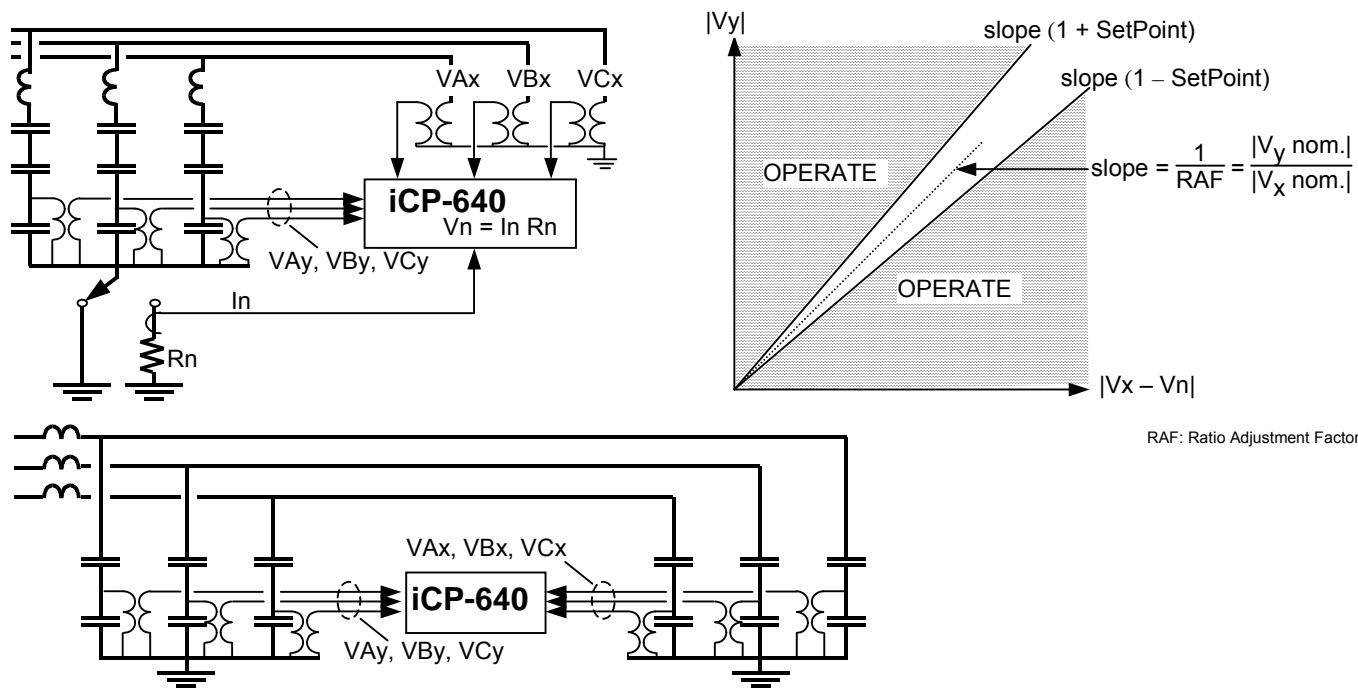 VAx VBx VCx
iCP-640
Vn = In Rn
VAy, VBy, VCy
In
Rn
|Vy|
slope (1 + SetPoint)
slope (1 – SetPoint)
OPERATE
slope = 1/RAF = |Vy nom.|/|Vx nom.|
OPERATE
|Vx – Vn|
RAF: Ratio Adjustment Factor
VAx, VBx, VCx
iCP-640
VAy, VBy, VCy